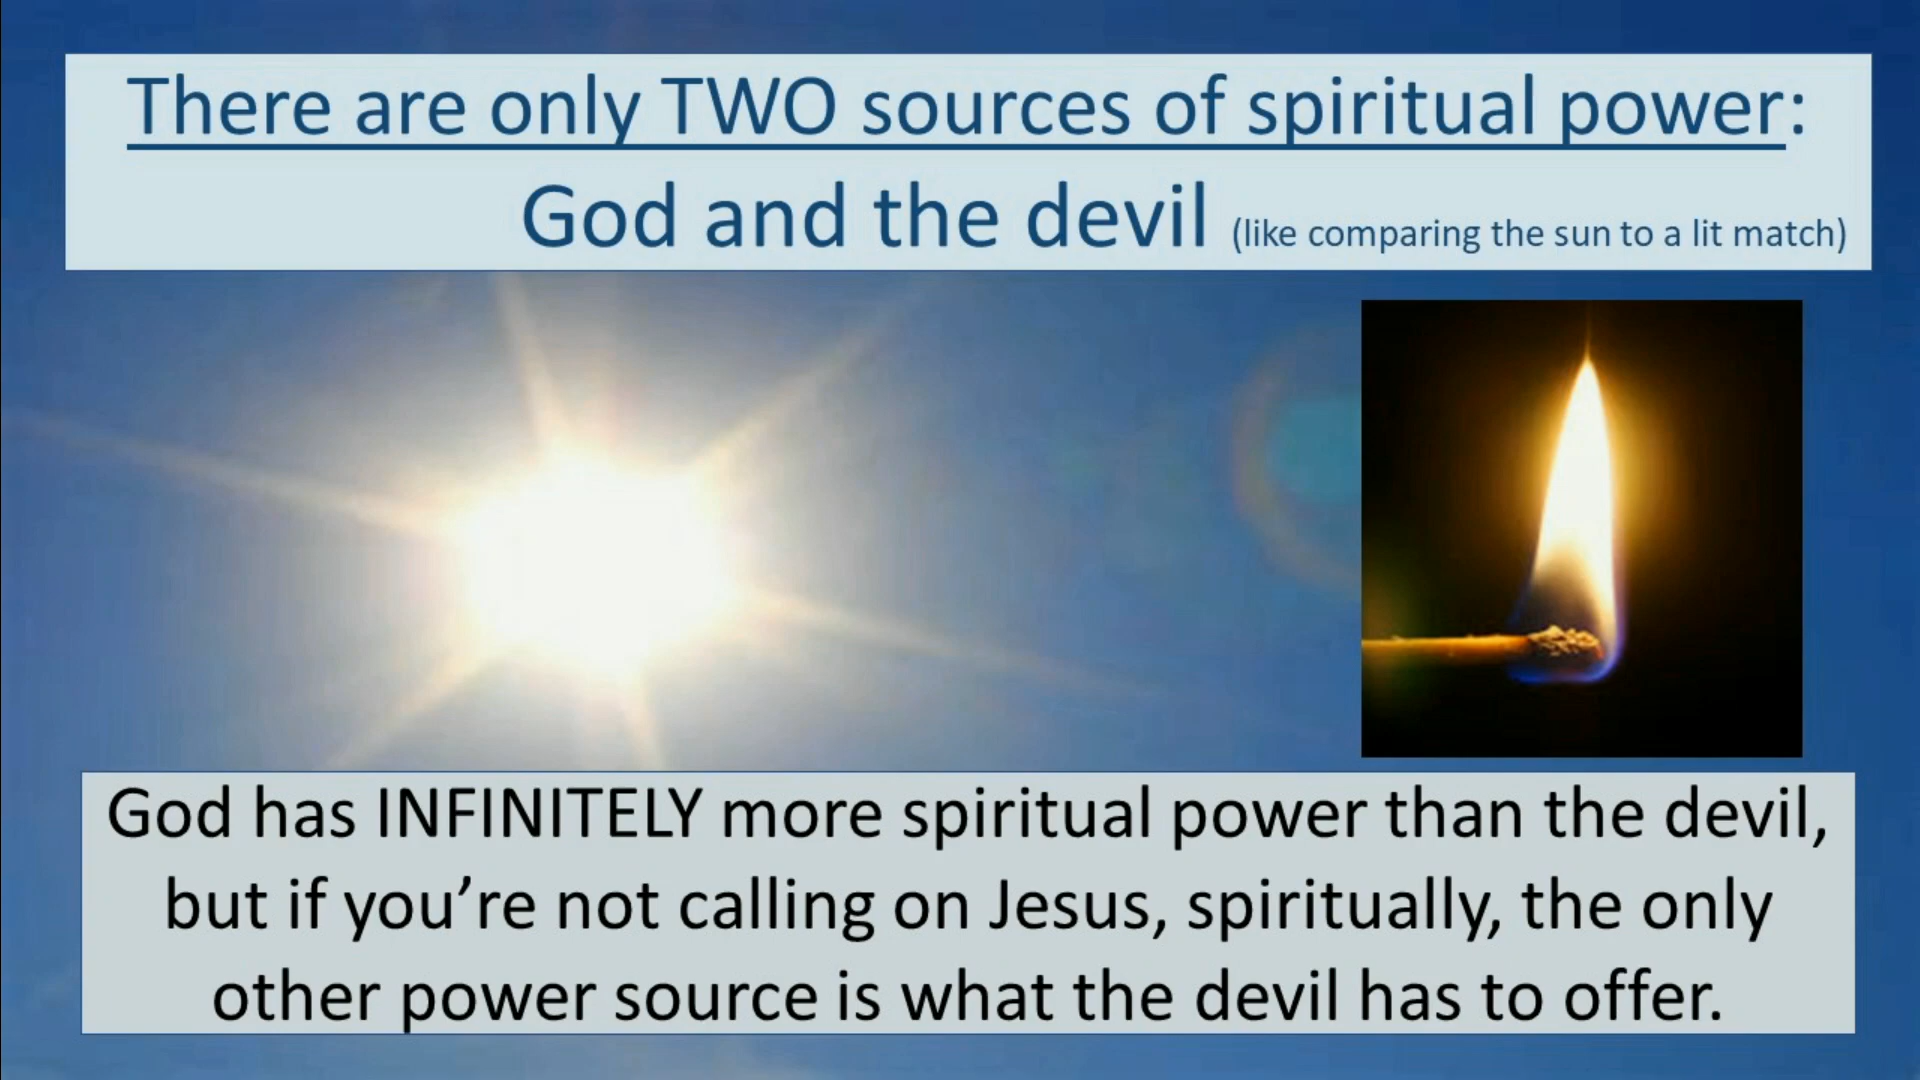 There are only TWO sources of spiritual power:
God and the devil (like comparing the sun to a lit match)
God has INFINITELY more spiritual power than the devil,
but if you’re not calling on Jesus, spiritually, the only
other power source is what the devil has to offer.